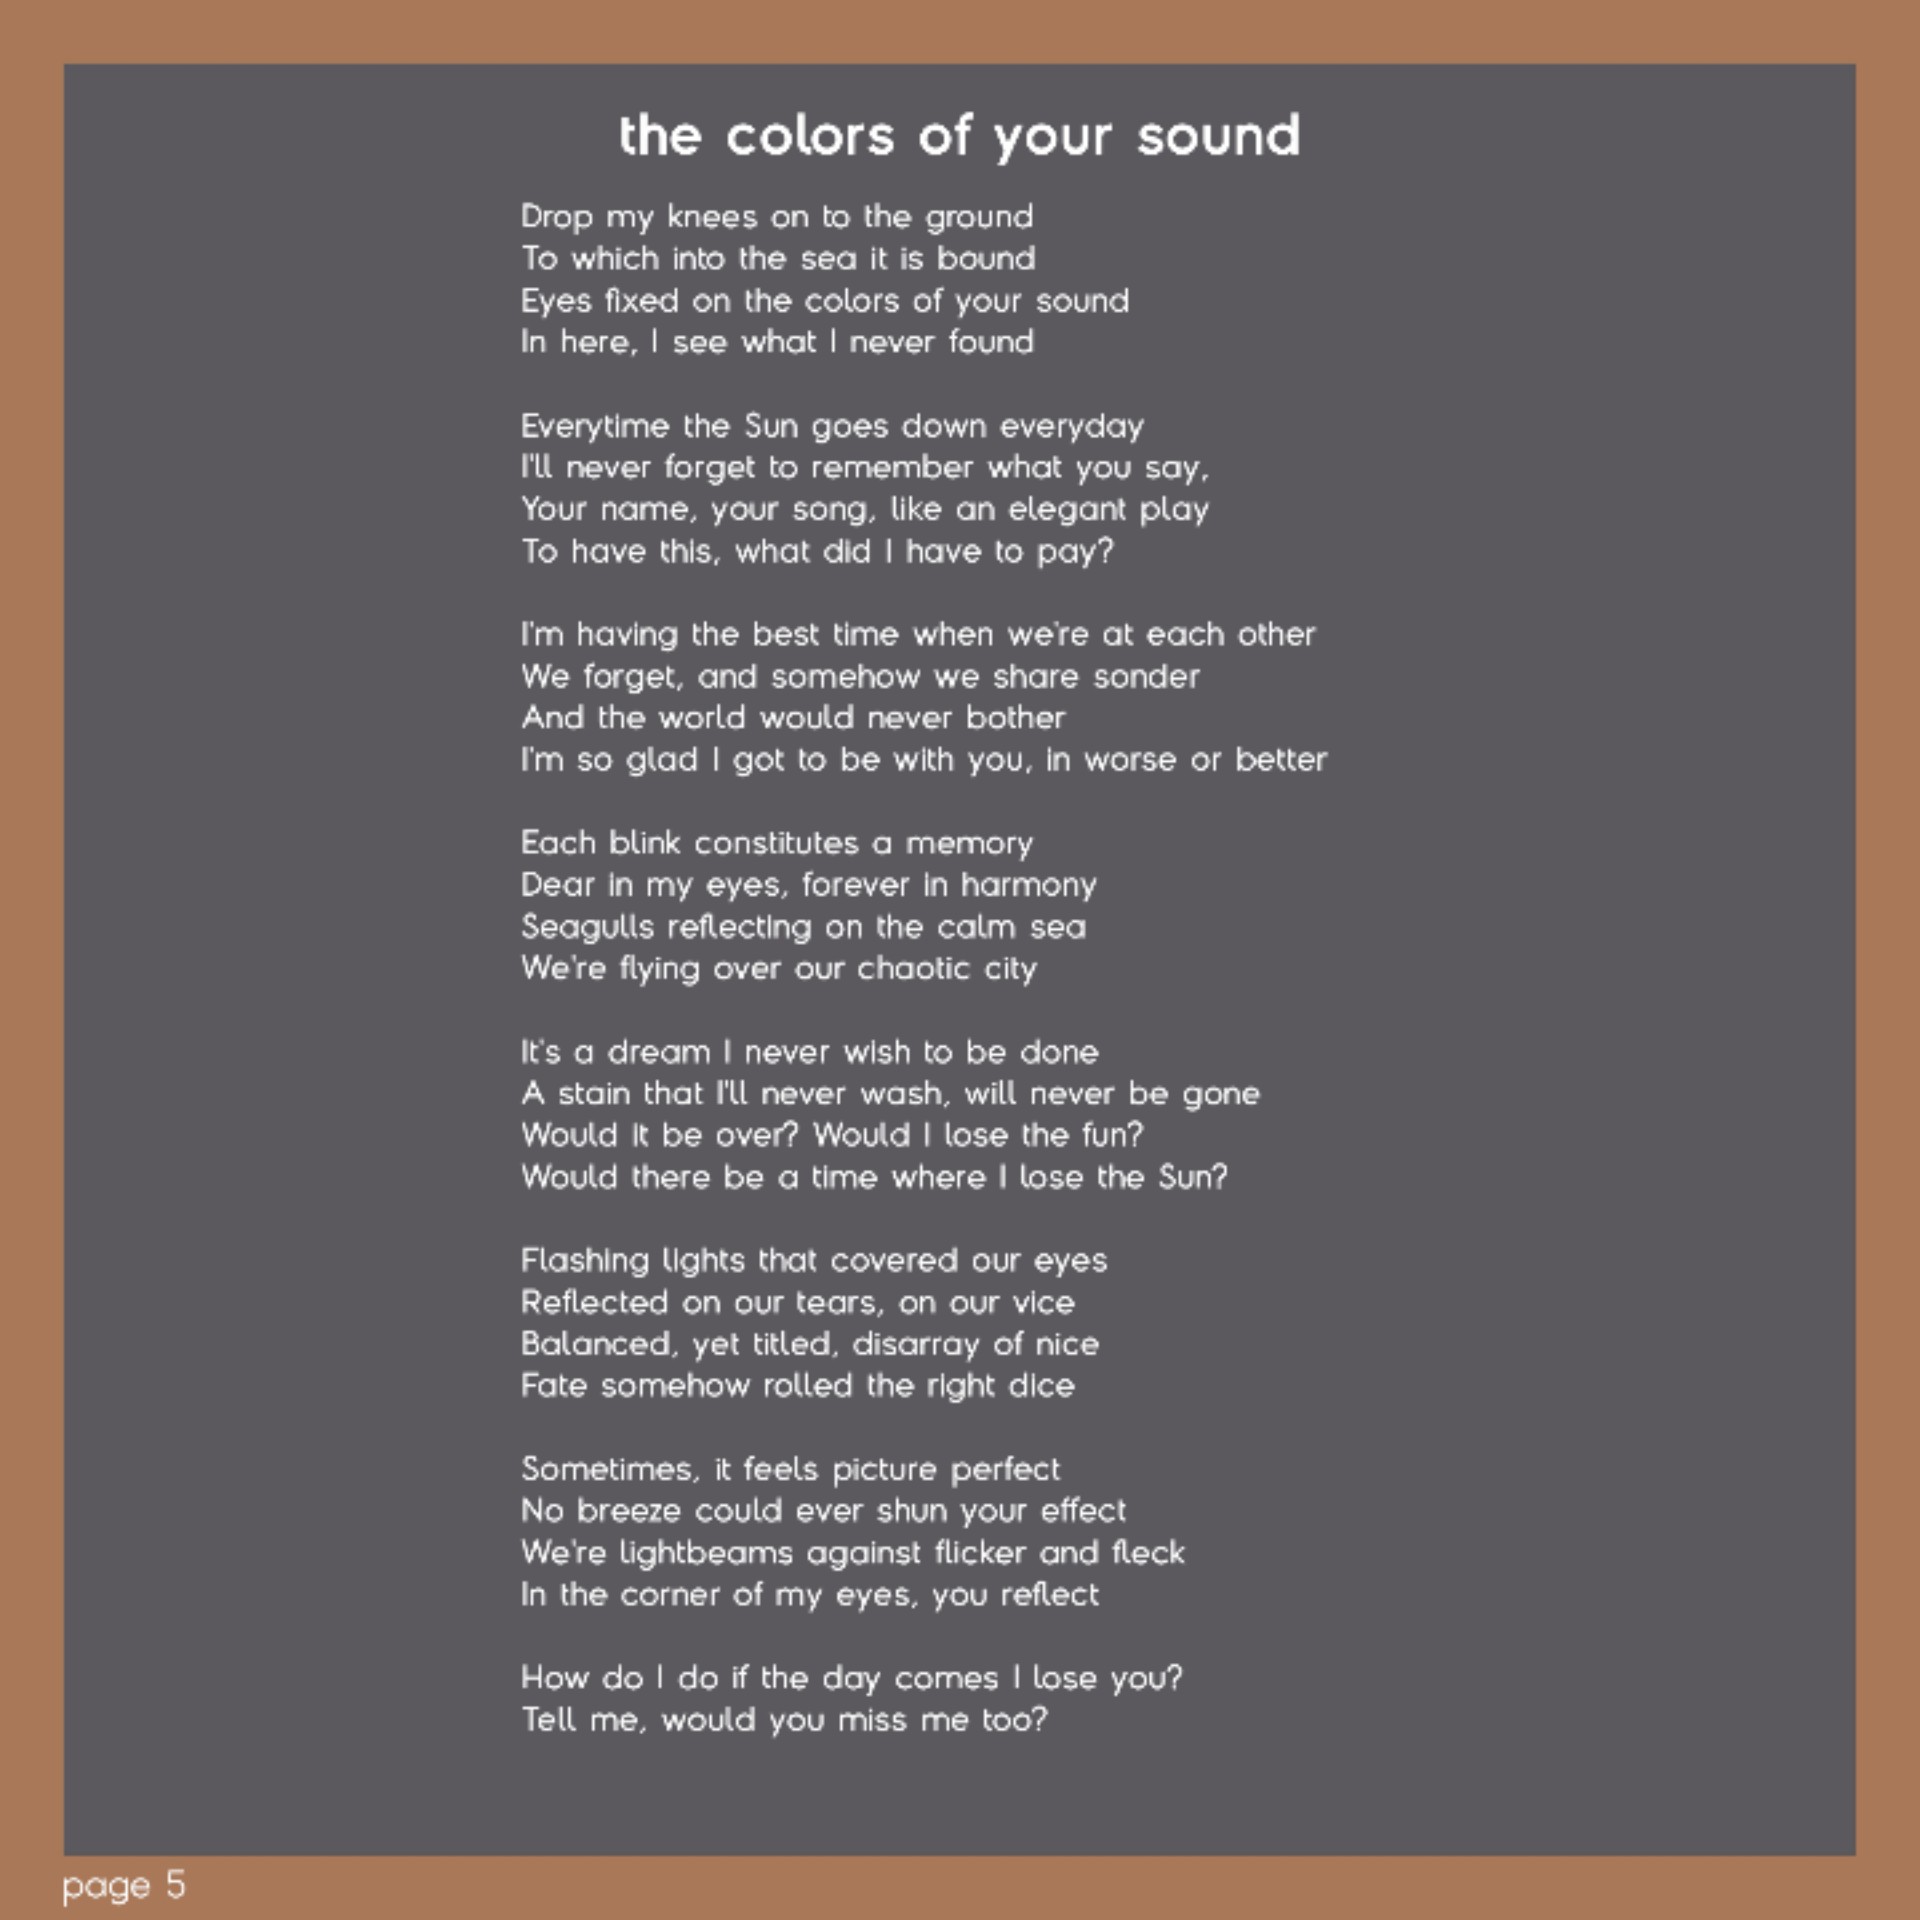 the colors of your sound
Drop my knees on to the ground
To which into the sea it is bound
Eyes fixed on the colors of your sound
In here, I see what I never found
Everytime the Sun goes down everyday
I'll never forget to remember what you say,
Your name, your song, like an elegant play
To have this, what did I have to pay?
I'm having the best time when we're at each other
We forget, and somehow we share sonder
And the world would never bother
I'm so glad I got to be with you, in worse or better
Each blink constitutes a memory
Dear in my eyes, forever in harmony
Seagulls reflecting on the calm sea
We're flying over our chaotic city
It's a dream I never wish to be done
A stain that I'll never wash, will never be gone
Would it be over? Would I lose the fun?
Would there be a time where I lose the Sun?
Flashing lights that covered our eyes
Reflected on our tears, on our vice
Balanced, yet titled, disarray of nice
Fate somehow rolled the right dice
Sometimes, it feels picture perfect
No breeze could ever shun your effect
We're lightbeams against flicker and fleck
In the corner of my eyes, you reflect
How do I do if the day comes I lose you?
Tell me, would you miss me too?
page 5